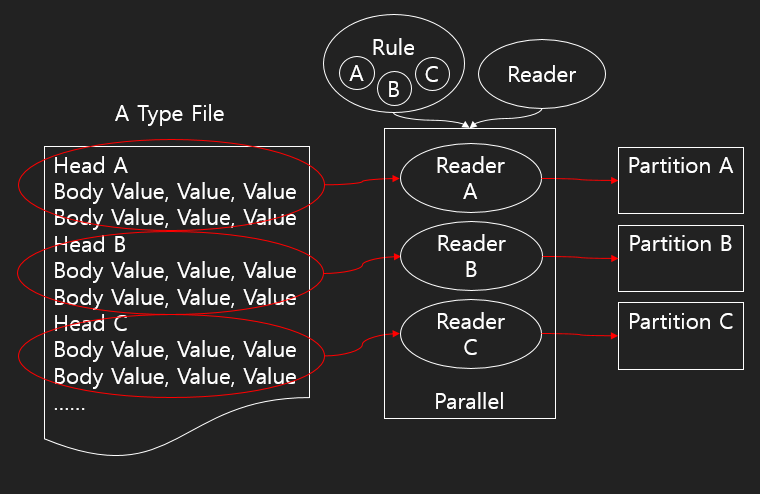 Rule
A
B
C
Reader
A Type File
Head A
Body Value, Value, Value
Body Value, Value, Value
Head B
Body Value, Value, Value
Body Value, Value, Value
Head C
Body Value, Value, Value
Body Value, Value, Value
......
Reader
A
Reader
B
Reader
C
Parallel
Partition A
Partition B
Partition C